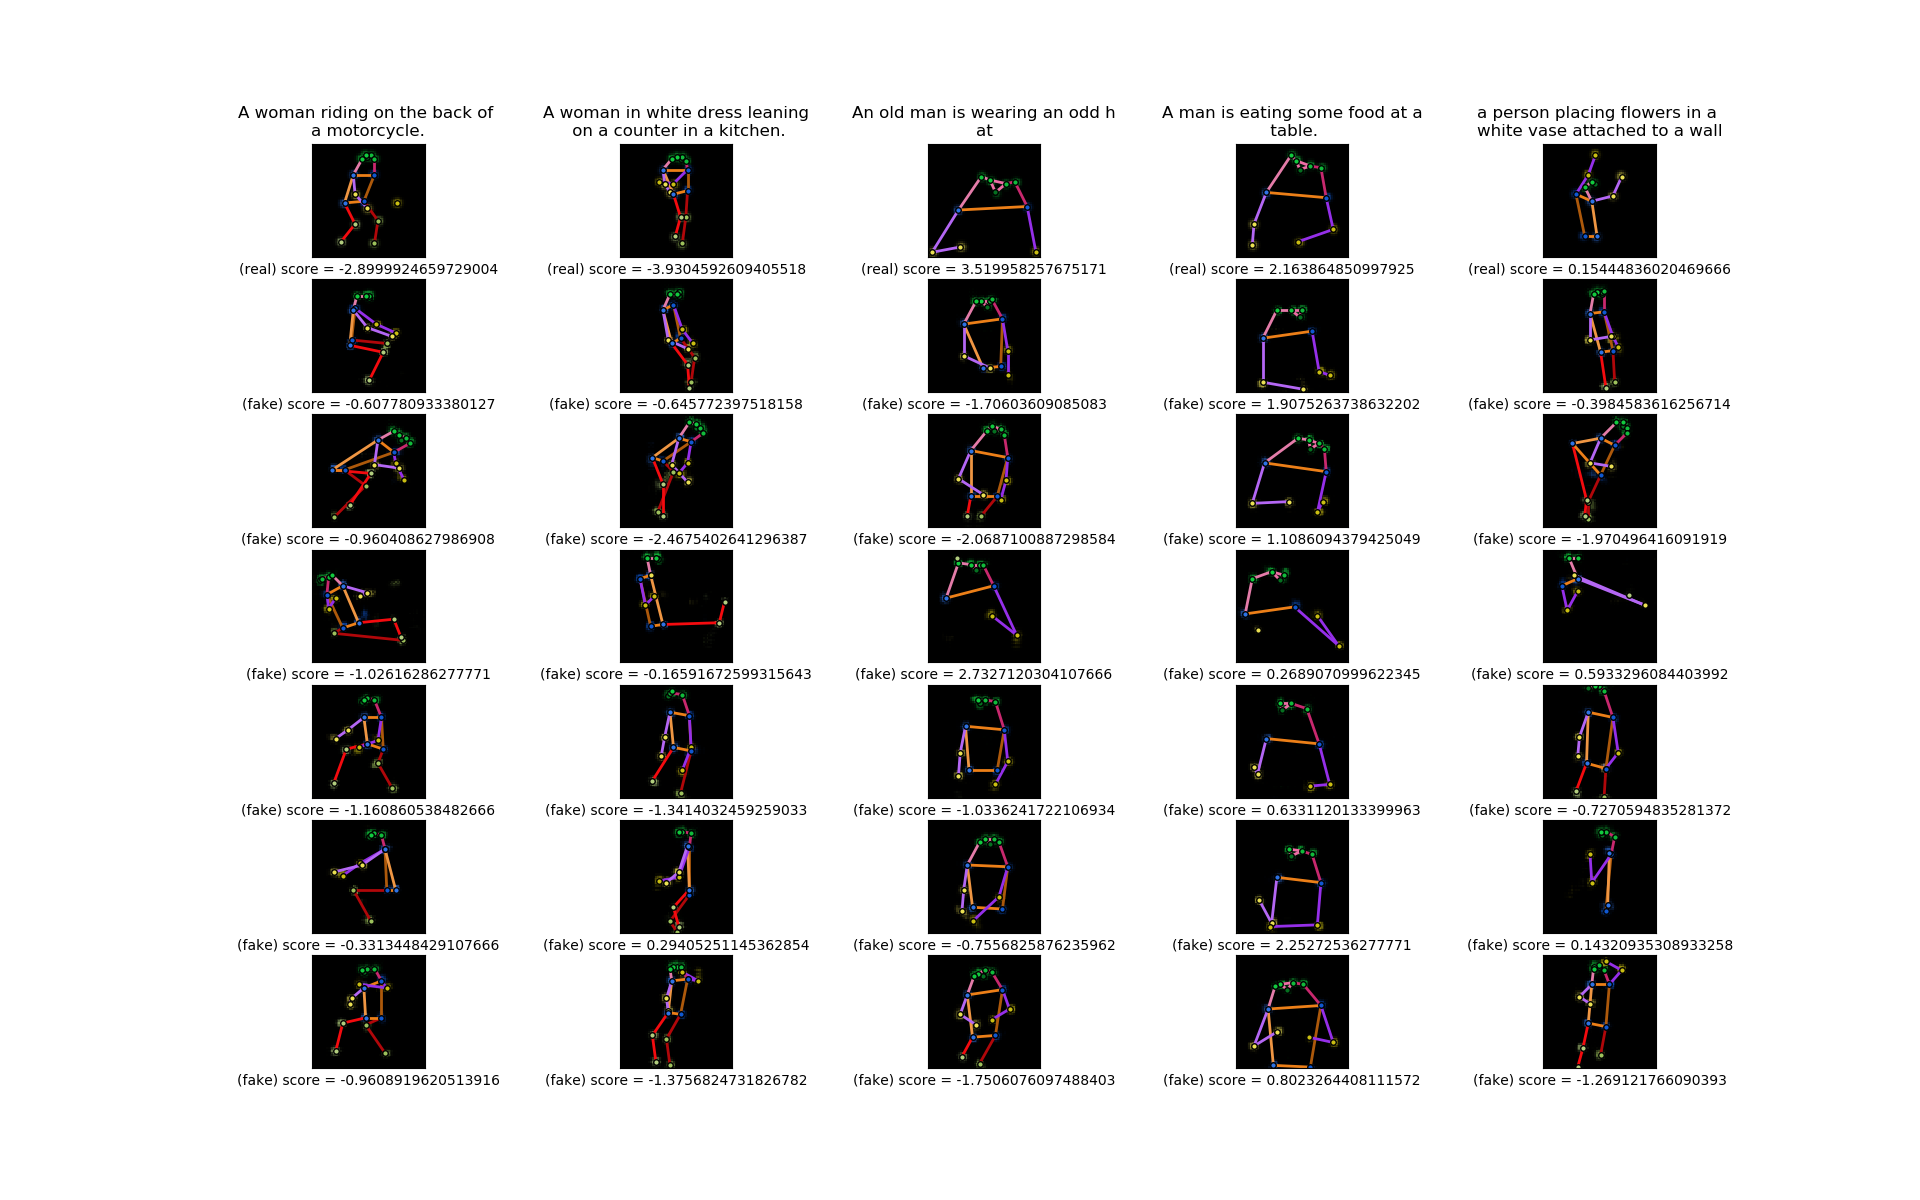 A woman riding on the back of
a motorcycle.
A woman in white dress leaning
on a counter in a kitchen.
An old man is wearing an odd h
at
A man is eating some food at a
table.
a person placing flowers in a
white vase attached to a wall
(real) score = -2.8999924659729004
(real) score = -3.9304592609405518
(real) score = 3.519958257675171
(real) score = 2.163864850997925
(real) score = 0.15444836020469666
(fake) score = -0.607780933380127
(fake) score = -0.645772397518158
(fake) score = -1.70603609085083
(fake) score = 1.9075263738632202
(fake) score = -0.3984583616256714
(fake) score = -0.960408627986908
(fake) score = -2.4675402641296387
(fake) score = -2.0687100887298584
(fake) score = 1.1086094379425049
(fake) score = -1.970496416091919
(fake) score = -1.02616286277771
(fake) score = -0.16591672599315643
(fake) score = 2.7327120304107666
(fake) score = 0.2689070999622345
(fake) score = 0.5933296084403992
(fake) score = -1.160860538482666
(fake) score = -1.3414032459259033
(fake) score = -1.0336241722106934
(fake) score = 0.6331120133399963
(fake) score = -0.7270594835281372
(fake) score = -0.3313448429107666
(fake) score = 0.29405251145362854
(fake) score = -0.7556825876235962
(fake) score = 2.25272536277771
(fake) score = 0.14320935308933258
(fake) score = -0.9608919620513916
(fake) score = -1.3756824731826782
(fake) score = -1.7506076097488403
(fake) score = 0.8023264408111572
(fake) score = -1.269121766090393